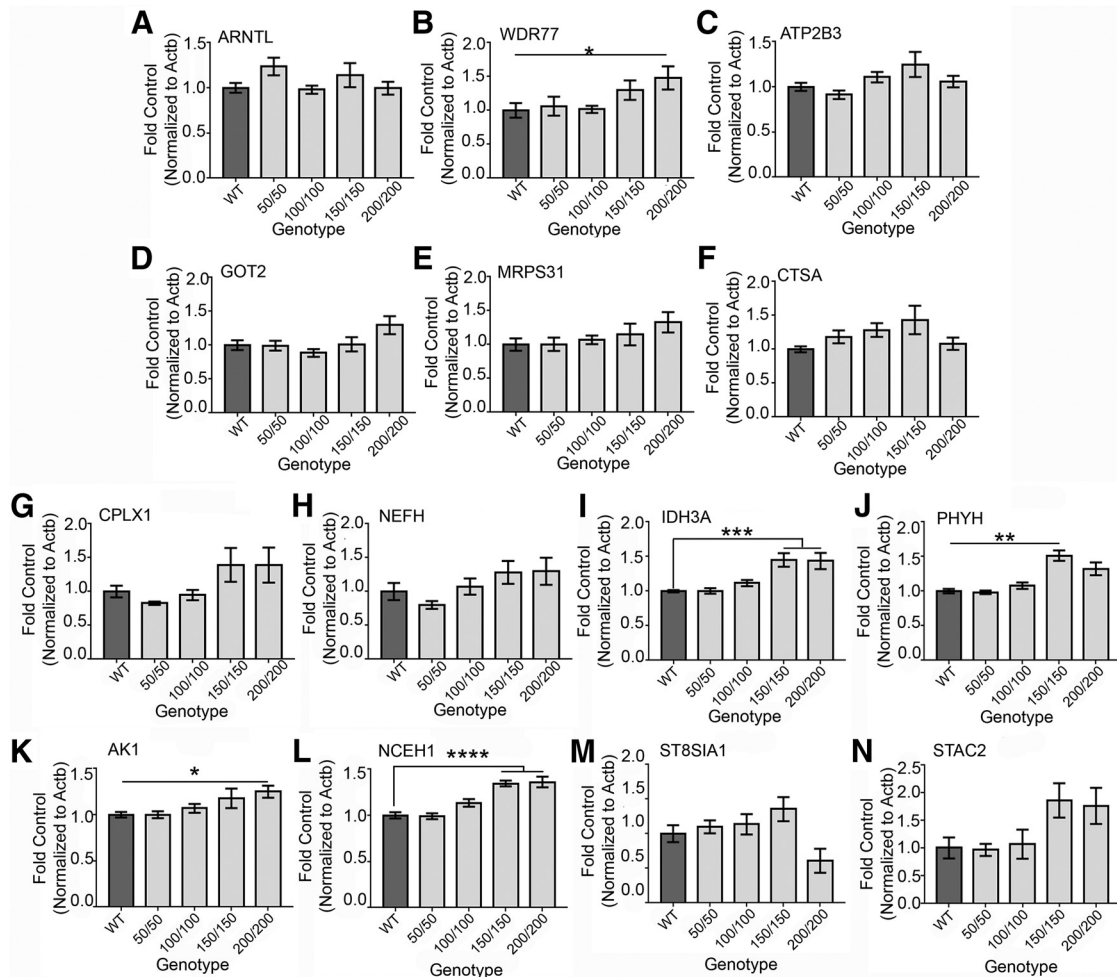 A
ARNTL
Fold Control
(Normalized to Actb)
1.5
1.0
0.5
0.0
WT
50/50
100/100
150/150
200/200
Genotype
B
WDR77
*
Fold Control
(Normalized to Actb)
2.0
1.5
1.0
0.5
0.0
WT
50/50
100/100
150/150
200/200
Genotype
C
ATP2B3
Fold Control
(Normalized to Actb)
1.5
1.0
0.5
0.0
WT
50/50
100/100
150/150
200/200
Genotype
D
GOT2
Fold Control
(Normalized to Actb)
2.0
1.5
1.0
0.5
0.0
WT
50/50
100/100
150/150
200/200
Genotype
E
MRPS31
Fold Control
(Normalized to Actb)
2.0
1.5
1.0
0.5
0.0
WT
50/50
100/100
150/150
200/200
Genotype
F
CTSA
Fold Control
(Normalized to Actb)
2.0
1.5
1.0
0.5
0.0
WT
50/50
100/100
150/150
200/200
Genotype
G
CPLX1
Fold Control
(Normalized to Actb)
2.0
1.5
1.0
0.5
0.0
WT
50/50
100/100
150/150
200/200
Genotype
H
NEFH
Fold Control
(Normalized to Actb)
2.0
1.5
1.0
0.5
0.0
WT
50/50
100/100
150/150
200/200
Genotype
I
IDH3A
***
Fold Control
(Normalized to Actb)
2.0
1.5
1.0
0.5
0.0
WT
50/50
100/100
150/150
200/200
Genotype
J
PHYH
**
Fold Control
(Normalized to Actb)
2.0
1.5
1.0
0.5
0.0
WT
50/50
100/100
150/150
200/200
Genotype
K
AK1
*
Fold Control
(Normalized to Actb)
1.5
1.0
0.5
0.0
WT
50/50
100/100
150/150
200/200
Genotype
L
NCEH1
****
Fold Control
(Normalized to Actb)
1.5
1.0
0.5
0.0
WT
50/50
100/100
150/150
200/200
Genotype
M
ST8SIA1
Fold Control
(Normalized to Actb)
2.0
1.5
1.0
0.5
0.0
WT
50/50
100/100
150/150
200/200
Genotype
N
STAC2
Fold Control
(Normalized to Actb)
2.5
2.0
1.5
1.0
0.5
0.0
WT
50/50
100/100
150/150
200/200
Genotype